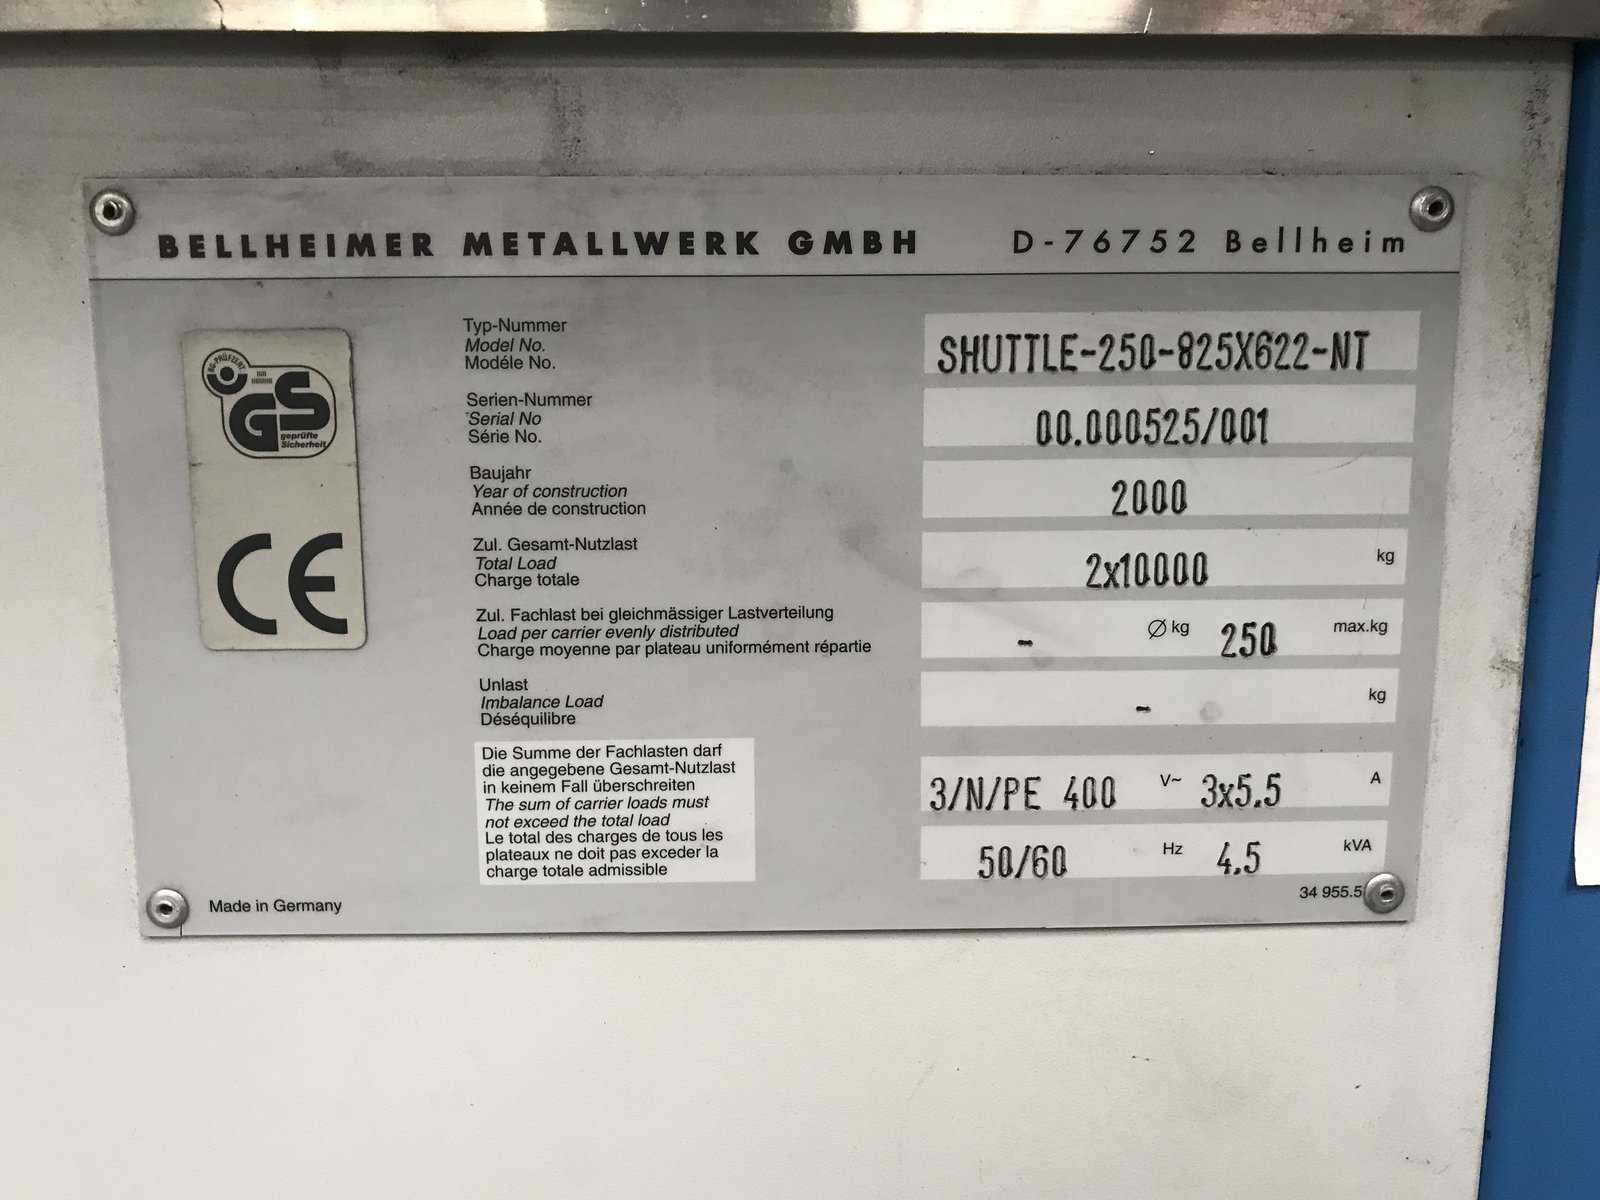 BELLHEIMER METALLWERK GMBH D-76752 Bellheim
BG-PRÜFZERT
GS
geprüfte
Sicherheit
CE
Typ-Nummer
Model No.
Modéle No.
SHUTTLE-250-825X622-NT
Serien-Nummer
Serial No
Série No.
00.000525/001
Baujahr
Year of construction
Année de construction
2000
Zul. Gesamt-Nutzlast
Total Load
Charge totale
2x10000 kg
Zul. Fachlast bei gleichmässiger Lastverteilung
Load per carrier evenly distributed
Charge moyenne par plateau uniformément répartie
- Ø kg 250 max.kg
Unlast
Imbalance Load
Déséquilibre
- kg
Die Summe der Fachlasten darf
die angegebene Gesamt-Nutzlast
in keinem Fall überschreiten
The sum of carrier loads must
not exceed the total load
Le total des charges de tous les
plateaux ne doit pas exceder la
charge totale admissible
3/N/PE 400 V~ 3x5.5 A
50/60 Hz 4.5 kVA
Made in Germany
34 955.5